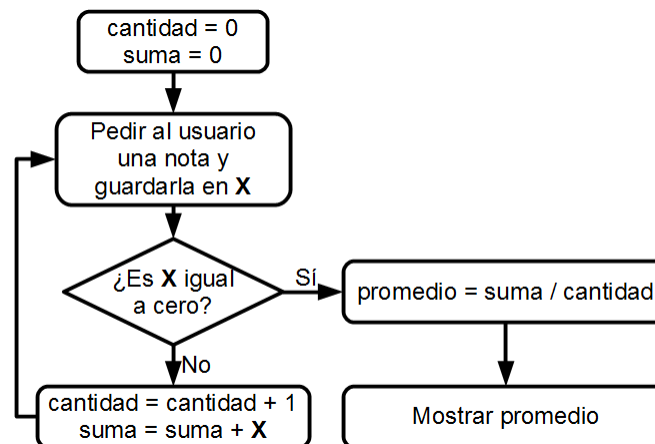 cantidad = 0
suma = 0
Pedir al usuario
una nota y
guardarla en X
¿Es X igual
a cero?
Sí
promedio = suma / cantidad
No
cantidad = cantidad + 1
suma = suma + X
Mostrar promedio